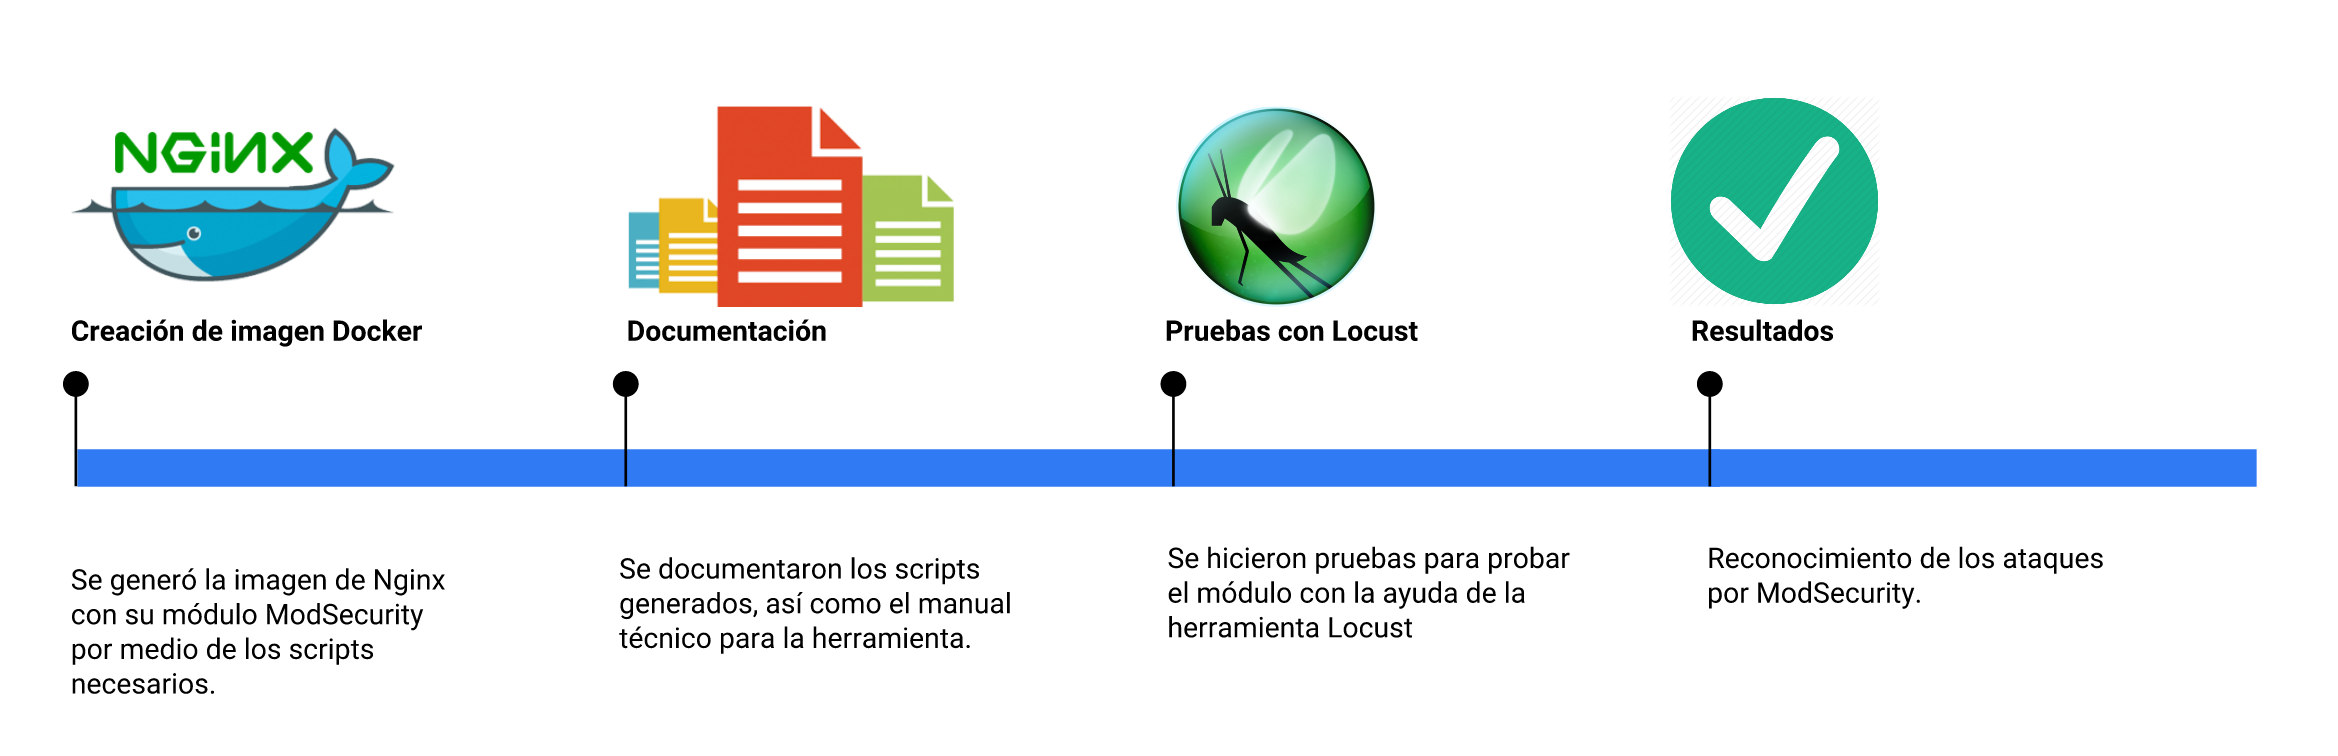 NGINX
Creación de imagen Docker
Se generó la imagen de Nginx
con su módulo ModSecurity
por medio de los scripts
necesarios.
Documentación
Se documentaron los scripts
generados, así como el manual
técnico para la herramienta.
Pruebas con Locust
Se hicieron pruebas para probar
el módulo con la ayuda de la
herramienta Locust
Resultados
Reconocimiento de los ataques
por ModSecurity.